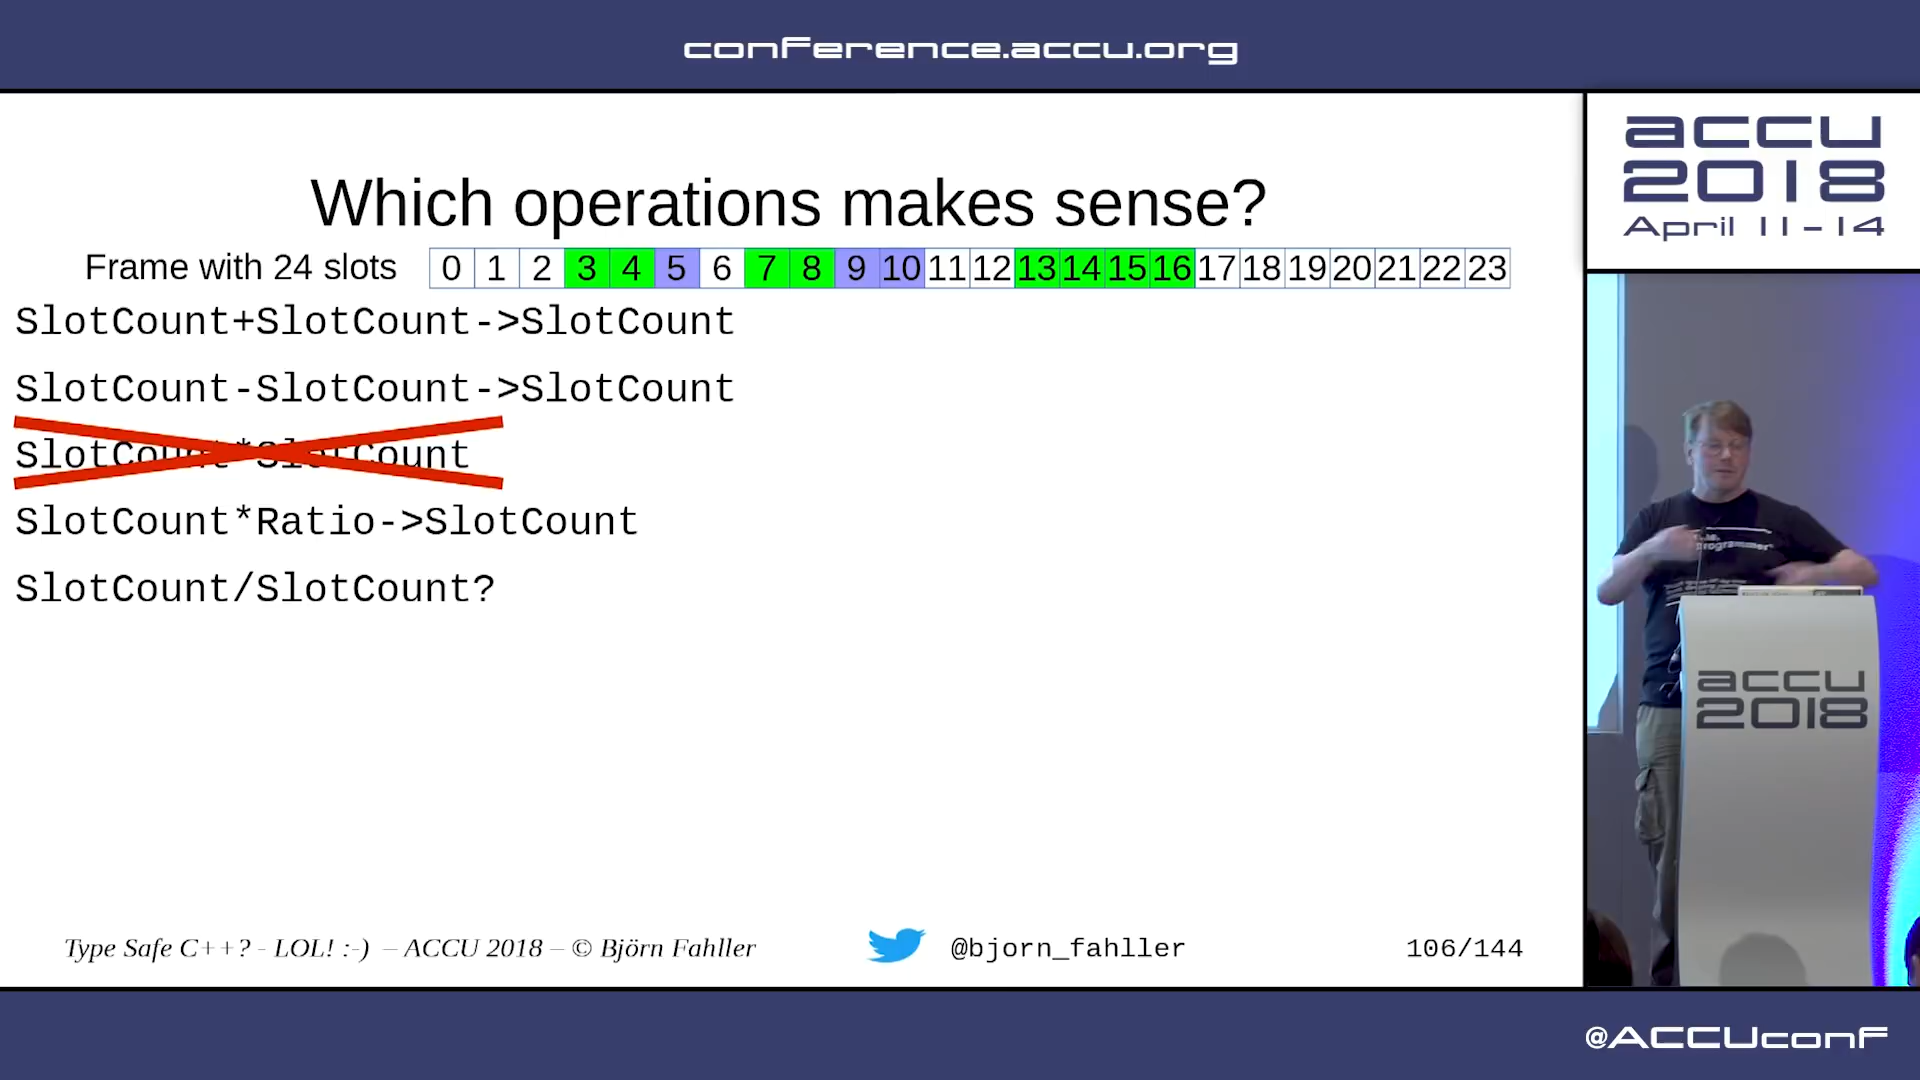 conference.accu.org
accu
2018
April 11-14
Which operations makes sense?
Frame with 24 slots 0 1 2 3 4 5 6 7 8 9 10 11 12 13 14 15 16 17 18 19 20 21 22 23
SlotCount+SlotCount->SlotCount
SlotCount-SlotCount->SlotCount
SlotCount*SlotCount
SlotCount*Ratio->SlotCount
SlotCount/SlotCount?
programmer
accu
2018
Type Safe C++? - LOL! :-) – ACCU 2018 – © Björn Fahller
@bjorn_fahller
106/144
@ACCUconf